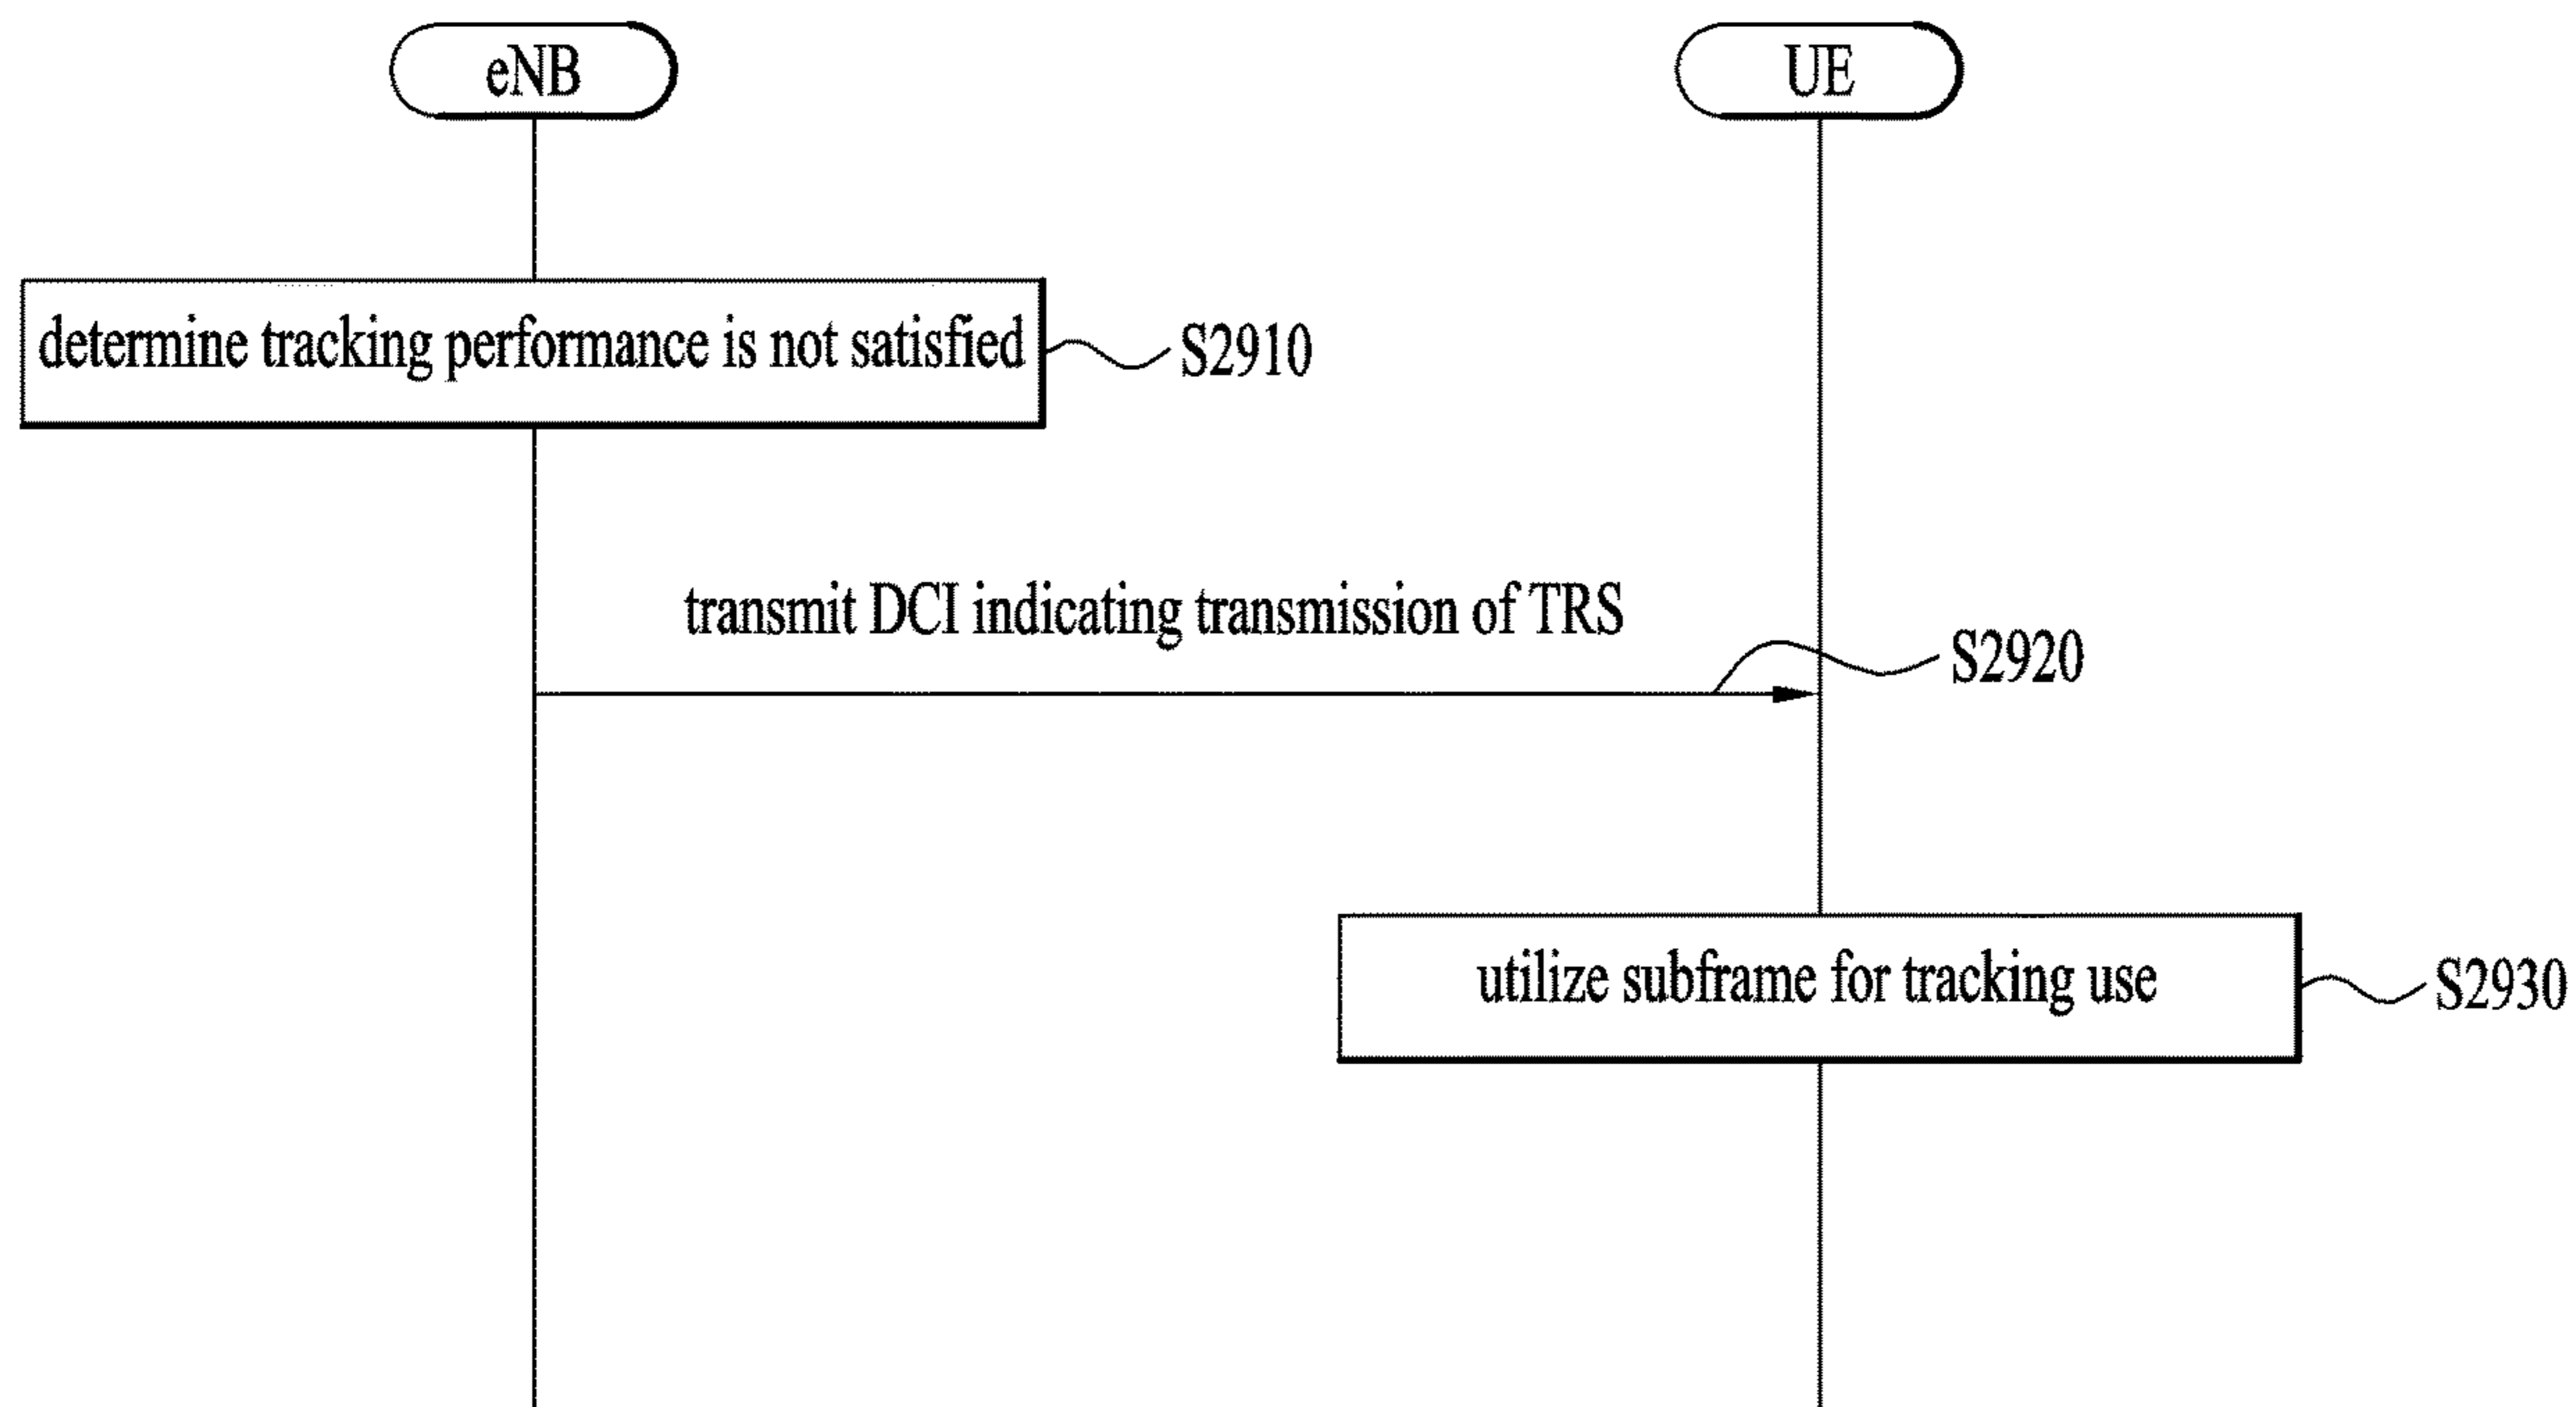 eNB
UE
determine tracking performance is not satisfied
S2910
transmit DCI indicating transmission of TRS
S2920
utilize subframe for tracking use
S2930